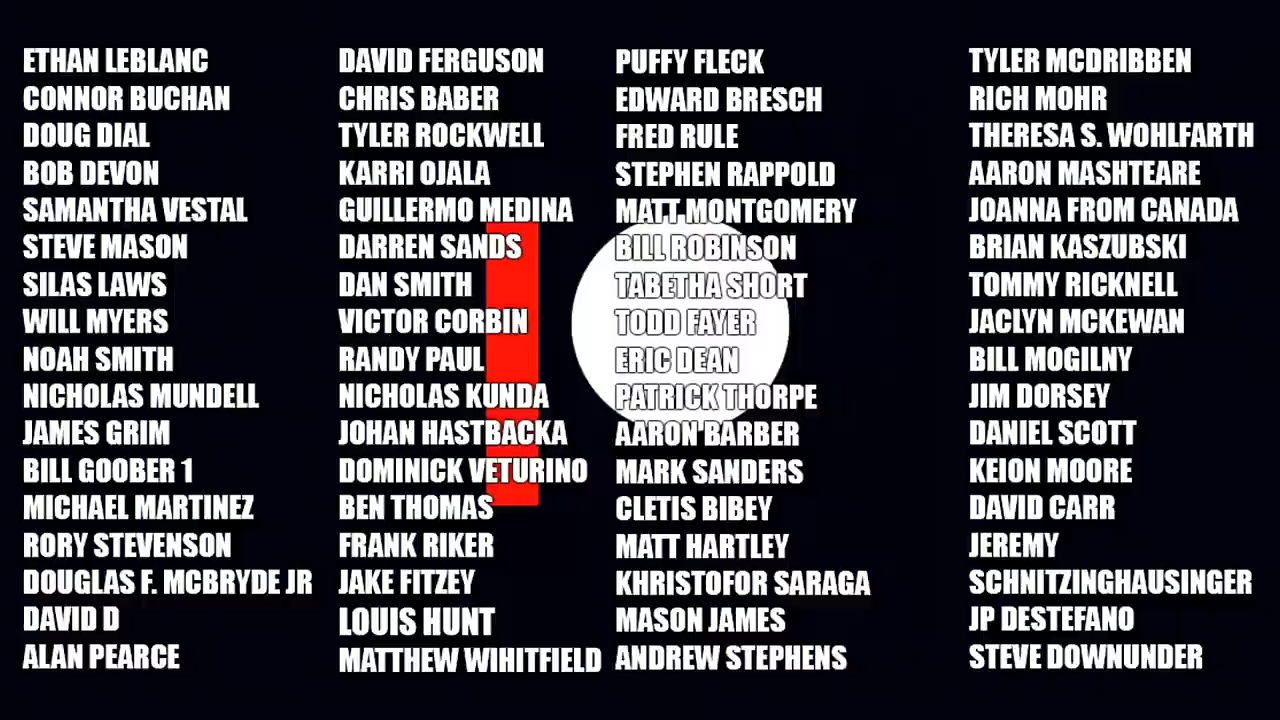 ETHAN LEBLANC
CONNOR BUCHAN
DOUG DIAL
BOB DEVON
SAMANTHA VESTAL
STEVE MASON
SILAS LAWS
WILL MYERS
NOAH SMITH
NICHOLAS MUNDELL
JAMES GRIM
BILL GOOBER 1
MICHAEL MARTINEZ
RORY STEVENSON
DOUGLAS F. MCBRYDE JR
DAVID D
ALAN PEARCE
DAVID FERGUSON
CHRIS BABER
TYLER ROCKWELL
KARRI OJALA
GUILLERMO MEDINA
DARREN SANDS
DAN SMITH
VICTOR CORBIN
RANDY PAUL
NICHOLAS KUNDA
JOHAN HASTBACKA
DOMINICK VETURINO
BEN THOMAS
FRANK RIKER
JAKE FITZEY
LOUIS HUNT
MATTHEW WIHITFIELD
PUFFY FLECK
EDWARD BRESCH
FRED RULE
STEPHEN RAPPOLD
MATT MONTGOMERY
BILL ROBINSON
TABETHA SHORT
TODD FAYER
ERIC DEAN
PATRICK THORPE
AARON BARBER
MARK SANDERS
CLETIS BIBEY
MATT HARTLEY
KHRISTOFOR SARAGA
MASON JAMES
ANDREW STEPHENS
TYLER MCDRIBBEN
RICH MOHR
THERESA S. WOHLFARTH
AARON MASHTEARE
JOANNA FROM CANADA
BRIAN KASZUBSKI
TOMMY RICKNELL
JACLYN MCKEWAN
BILL MOGILNY
JIM DORSEY
DANIEL SCOTT
KEION MOORE
DAVID CARR
JEREMY
SCHNITZINGHAUSINGER
JP DESTEFANO
STEVE DOWNUNDER